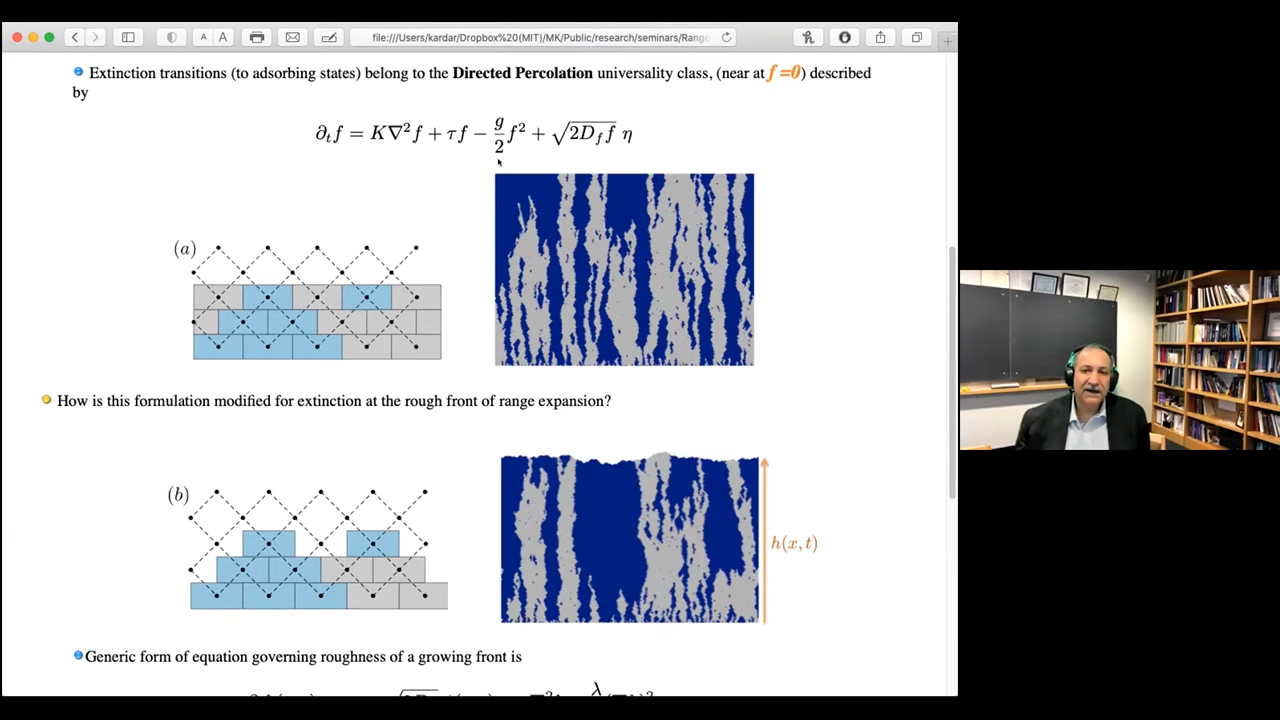 A A
file:///Users/kardar/Dropbox%20(MIT)/MK/Public/research/seminars/Range
Extinction transitions (to adsorbing states) belong to the Directed Percolation universality class, (near at f =0) described
by
∂ₜf = K∇²f + τf − g/2 f² + √(2D_f f) η
(a)
How is this formulation modified for extinction at the rough front of range expansion?
(b)
h(x, t)
Generic form of equation governing roughness of a growing front is